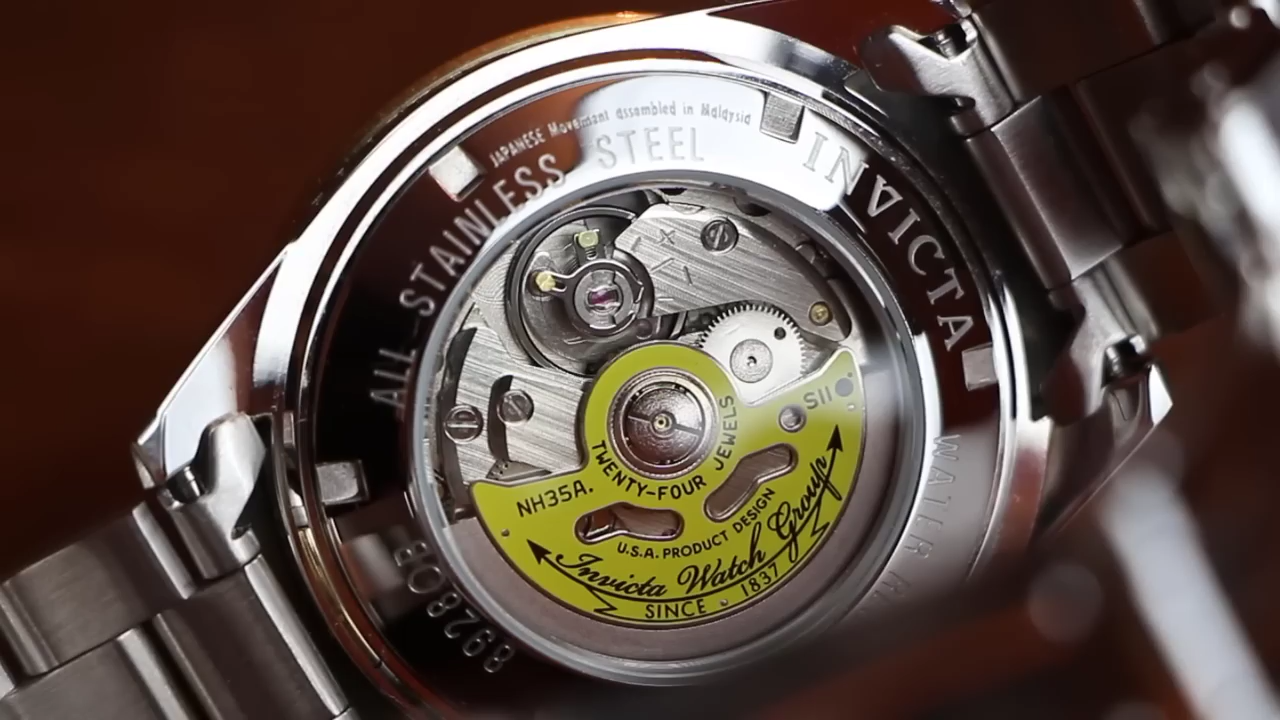 JAPANESE Movement assembled in Malaysia
ALL-STAINLESS STEEL
INVICTA
WATER
8928OB
SII
TWENTY-FOUR JEWELS
NH35A.
U.S.A. PRODUCT DESIGN
Invicta Watch Group
SINCE 1837